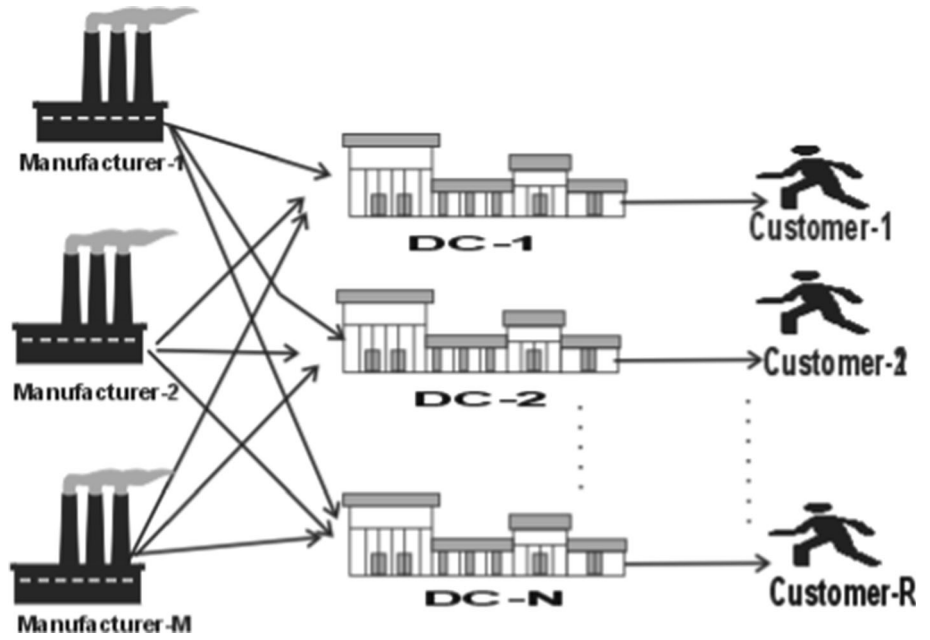 Manufacturer-1
DC-1
Customer-1
Manufacturer-2
DC-2
Customer-2
Manufacturer-M
DC-N
Customer-R